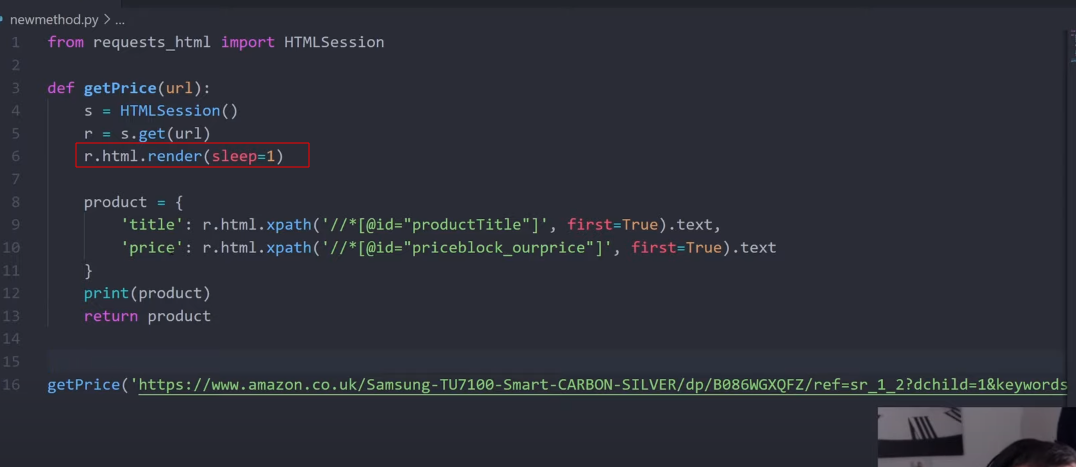 newmethod.py > ...
1 from requests_html import HTMLSession
2
3 def getPrice(url):
4 s = HTMLSession()
5 r = s.get(url)
6 r.html.render(sleep=1)
7
8 product = {
9 'title': r.html.xpath('//*[@id="productTitle"]', first=True).text,
10 'price': r.html.xpath('//*[@id="priceblock_ourprice"]', first=True).text
11 }
12 print(product)
13 return product
14
15
16 getPrice('https://www.amazon.co.uk/Samsung-TU7100-Smart-CARBON-SILVER/dp/B086WGXQFZ/ref=sr_1_2?dchild=1&keywords